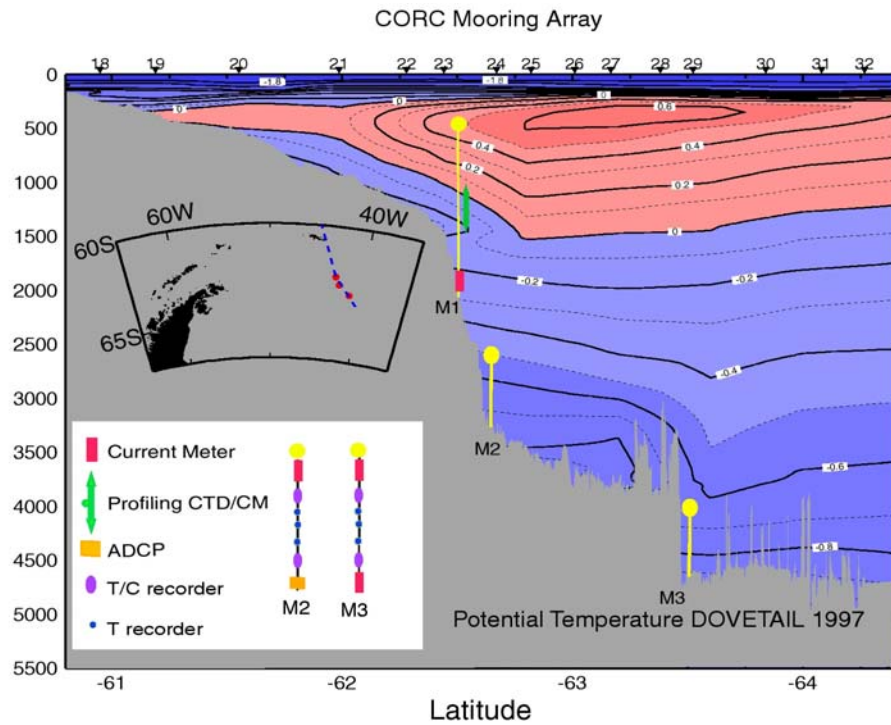 CORC Mooring Array
18 19 20 21 22 23 24 25 26 27 28 29 30 31 32
0
500
1000
1500
2000
2500
3000
3500
4000
4500
5000
5500
-1.8 -1.8
0 0 0.6
0.4 0.4
0.2 0.2
0 0
-0.2 -0.2
-0.4
-0.6
-0.8
60W 40W
60S
65S
M1
M2
M3
Current Meter
Profiling CTD/CM
ADCP
T/C recorder
T recorder
M2 M3
Potential Temperature DOVETAIL 1997
-61 -62 -63 -64
Latitude